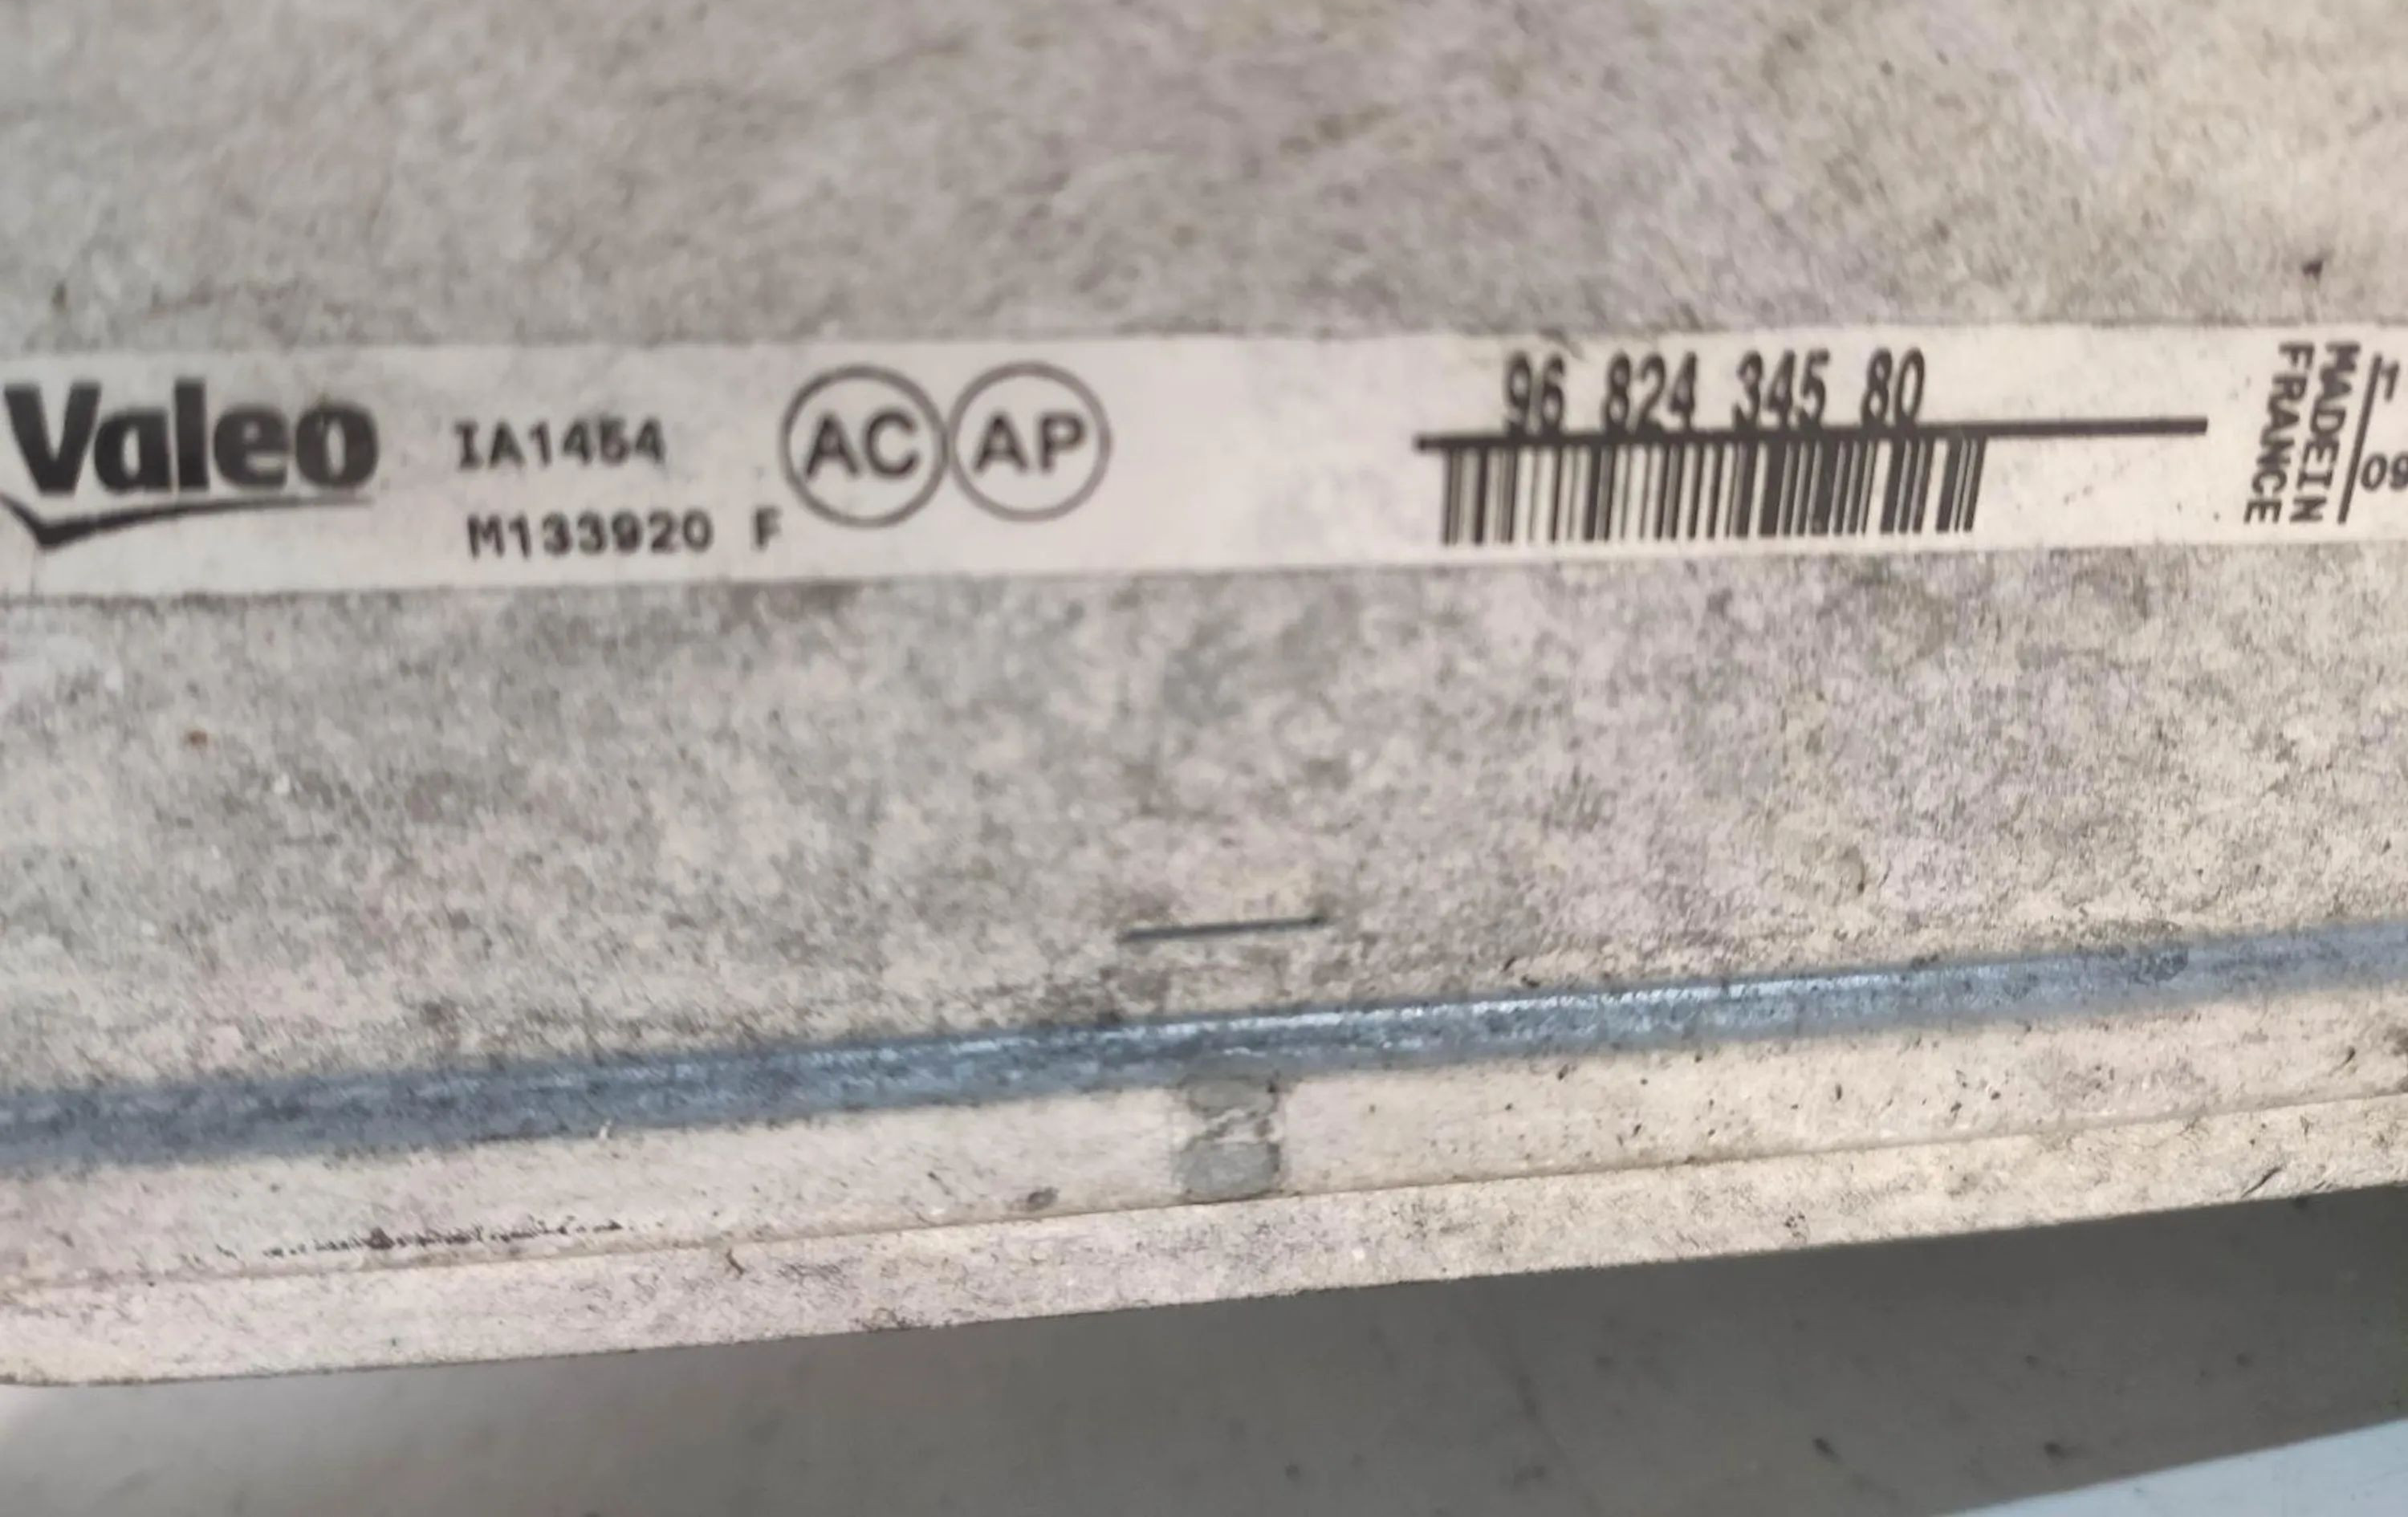 Valeo
IA1454
M133920 F
AC AP
96 824 345 80
MADE IN
FRANCE